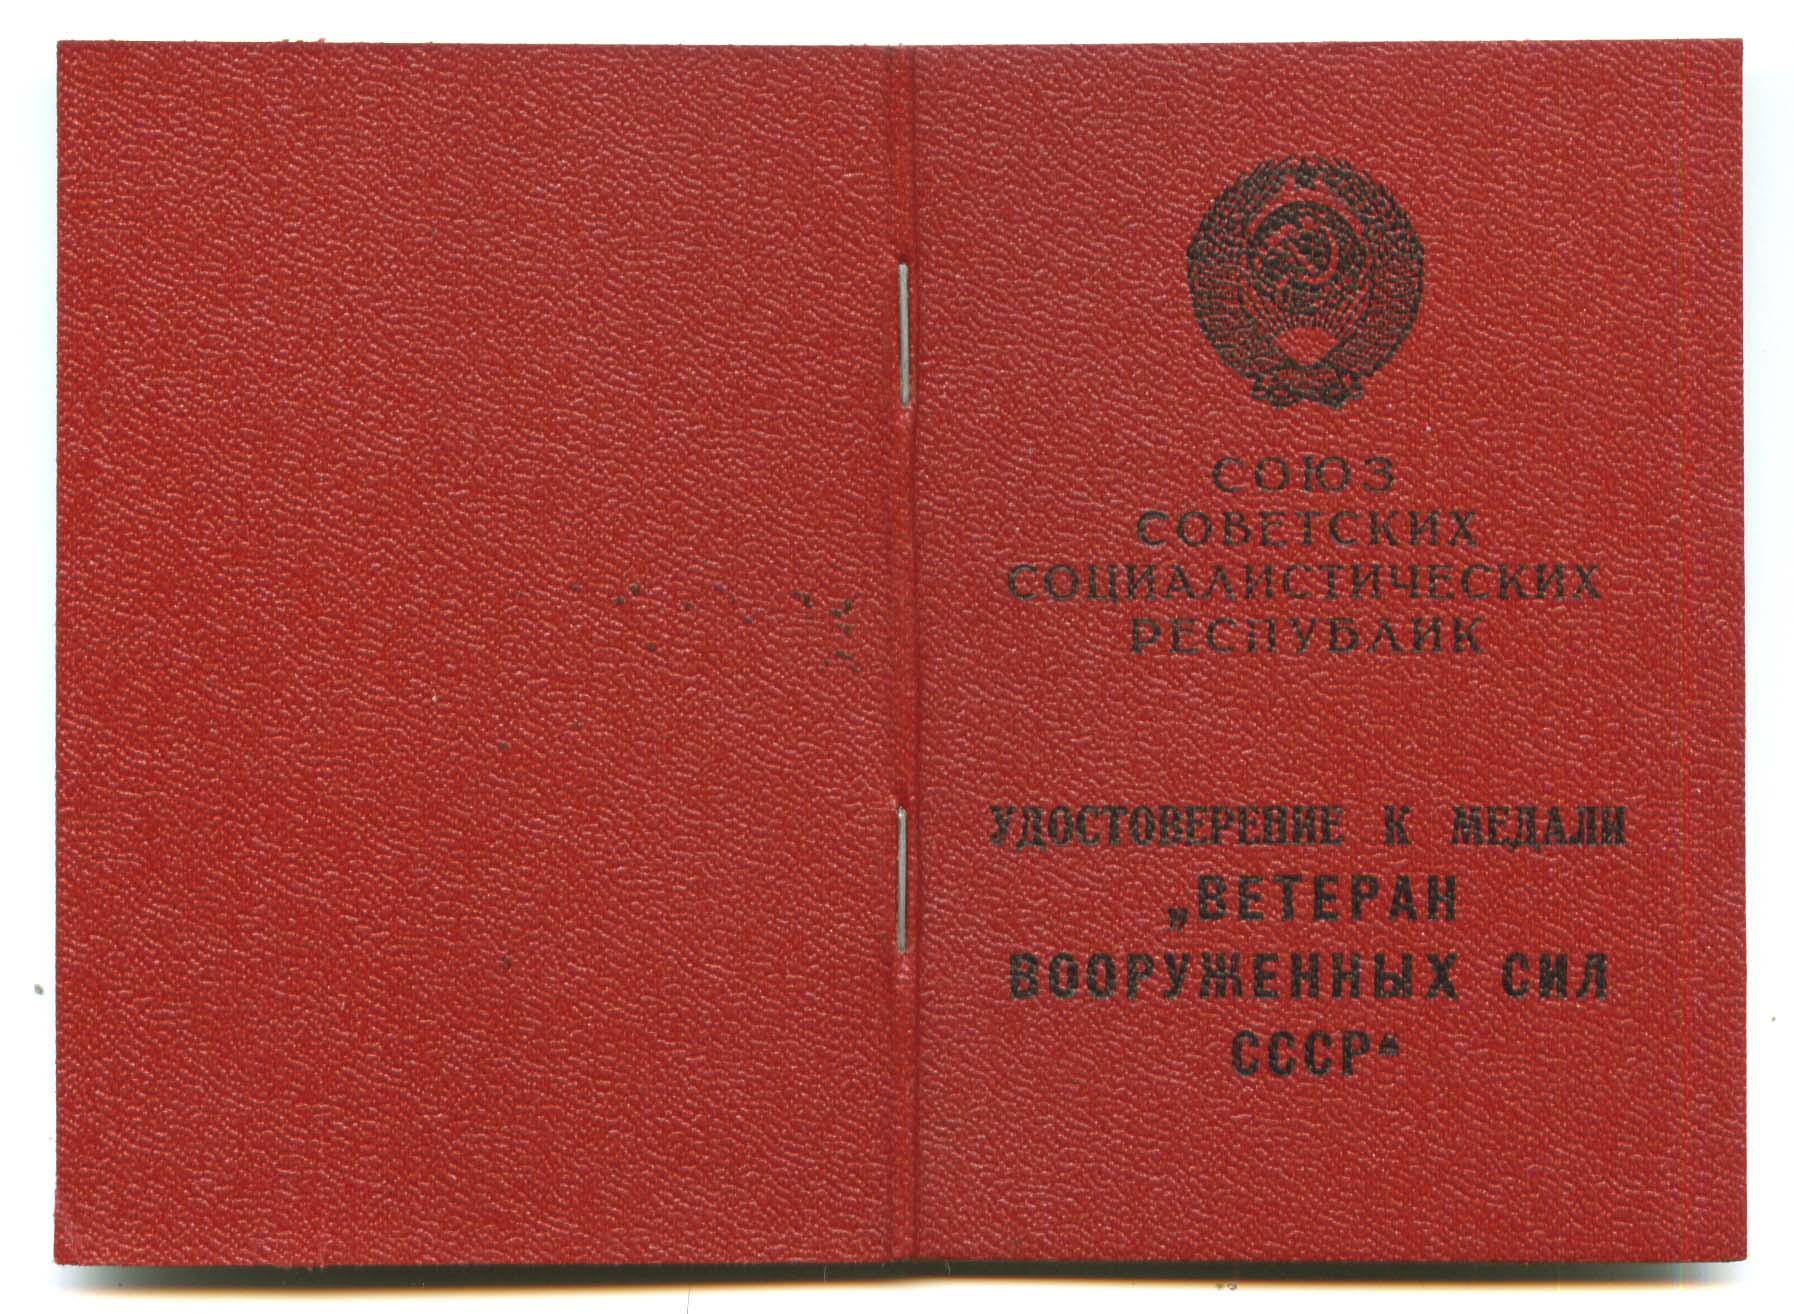 СОЮЗ
СОВЕТСКИХ
СОЦИАЛИСТИЧЕСКИХ
РЕСПУБЛИК
УДОСТОВЕРЕНИЕ К МЕДАЛИ
„ВЕТЕРАН
ВООРУЖЕННЫХ СИЛ
СССР“